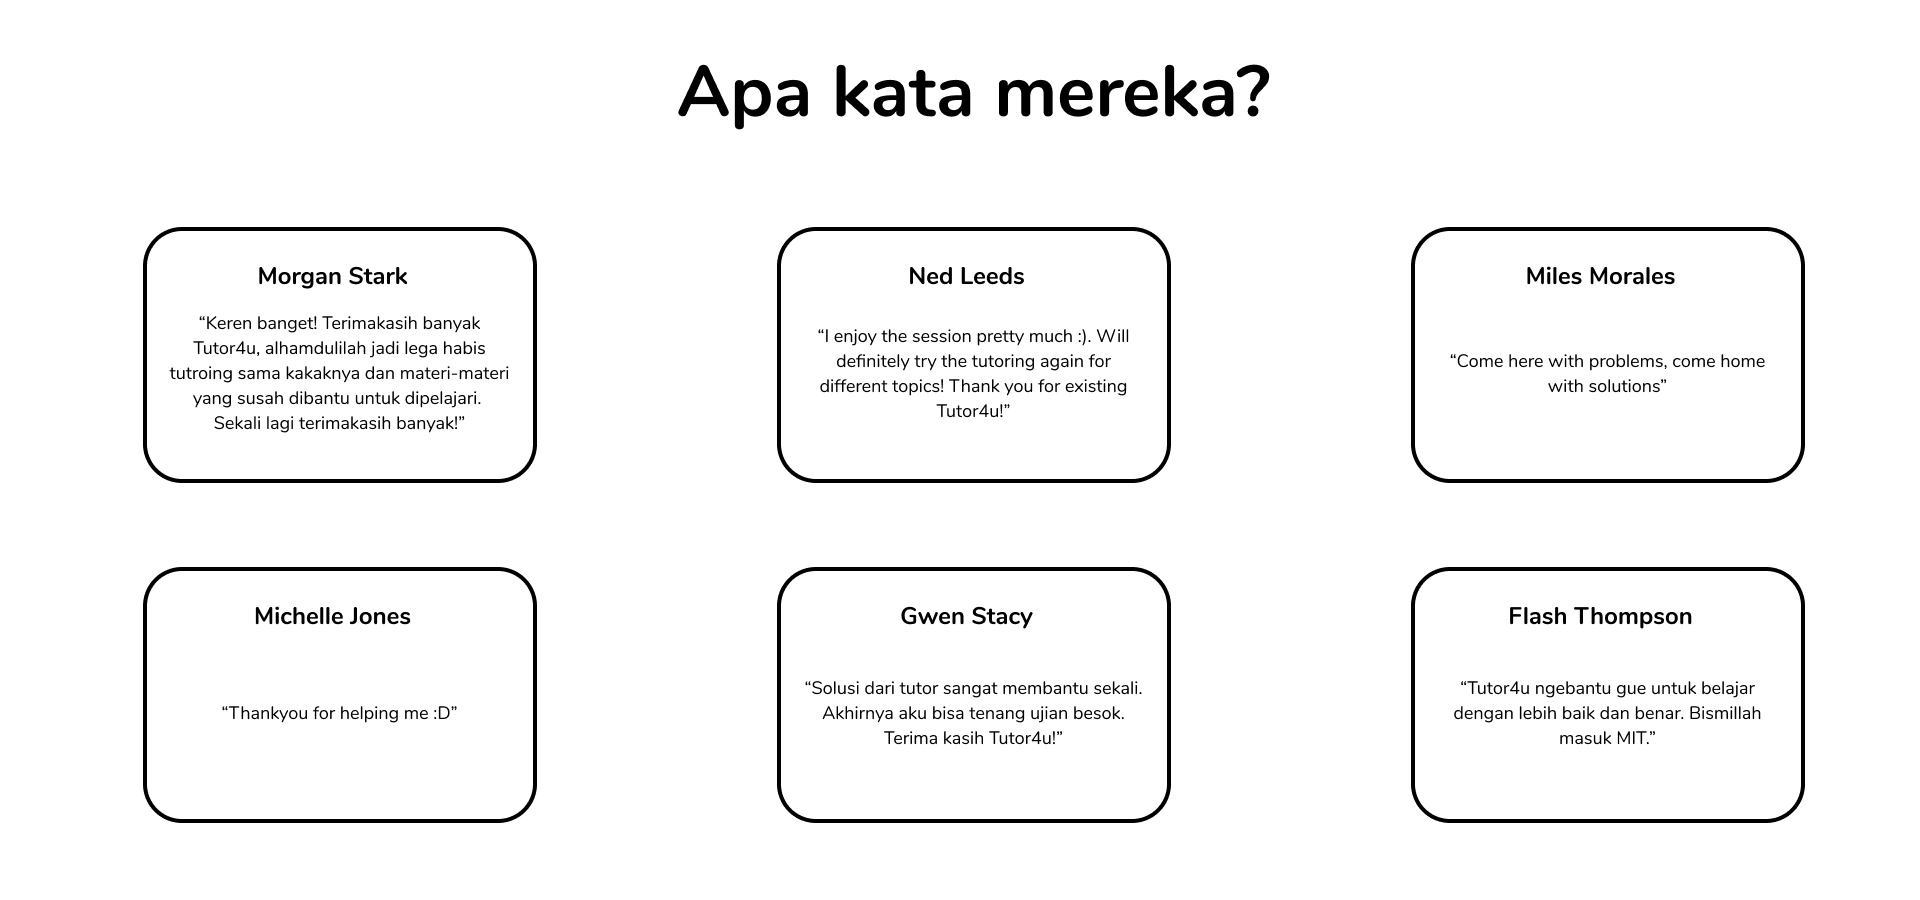 Apa kata mereka?
Morgan Stark
“Keren banget! Terimakasih banyak
Tutor4u, alhamdulilah jadi lega habis
tutroing sama kakaknya dan materi-materi
yang susah dibantu untuk dipelajari.
Sekali lagi terimakasih banyak!”
Ned Leeds
“I enjoy the session pretty much :). Will
definitely try the tutoring again for
different topics! Thank you for existing
Tutor4u!”
Miles Morales
“Come here with problems, come home
with solutions”
Michelle Jones
“Thankyou for helping me :D”
Gwen Stacy
“Solusi dari tutor sangat membantu sekali.
Akhirnya aku bisa tenang ujian besok.
Terima kasih Tutor4u!”
Flash Thompson
“Tutor4u ngebantu gue untuk belajar
dengan lebih baik dan benar. Bismillah
masuk MIT.”